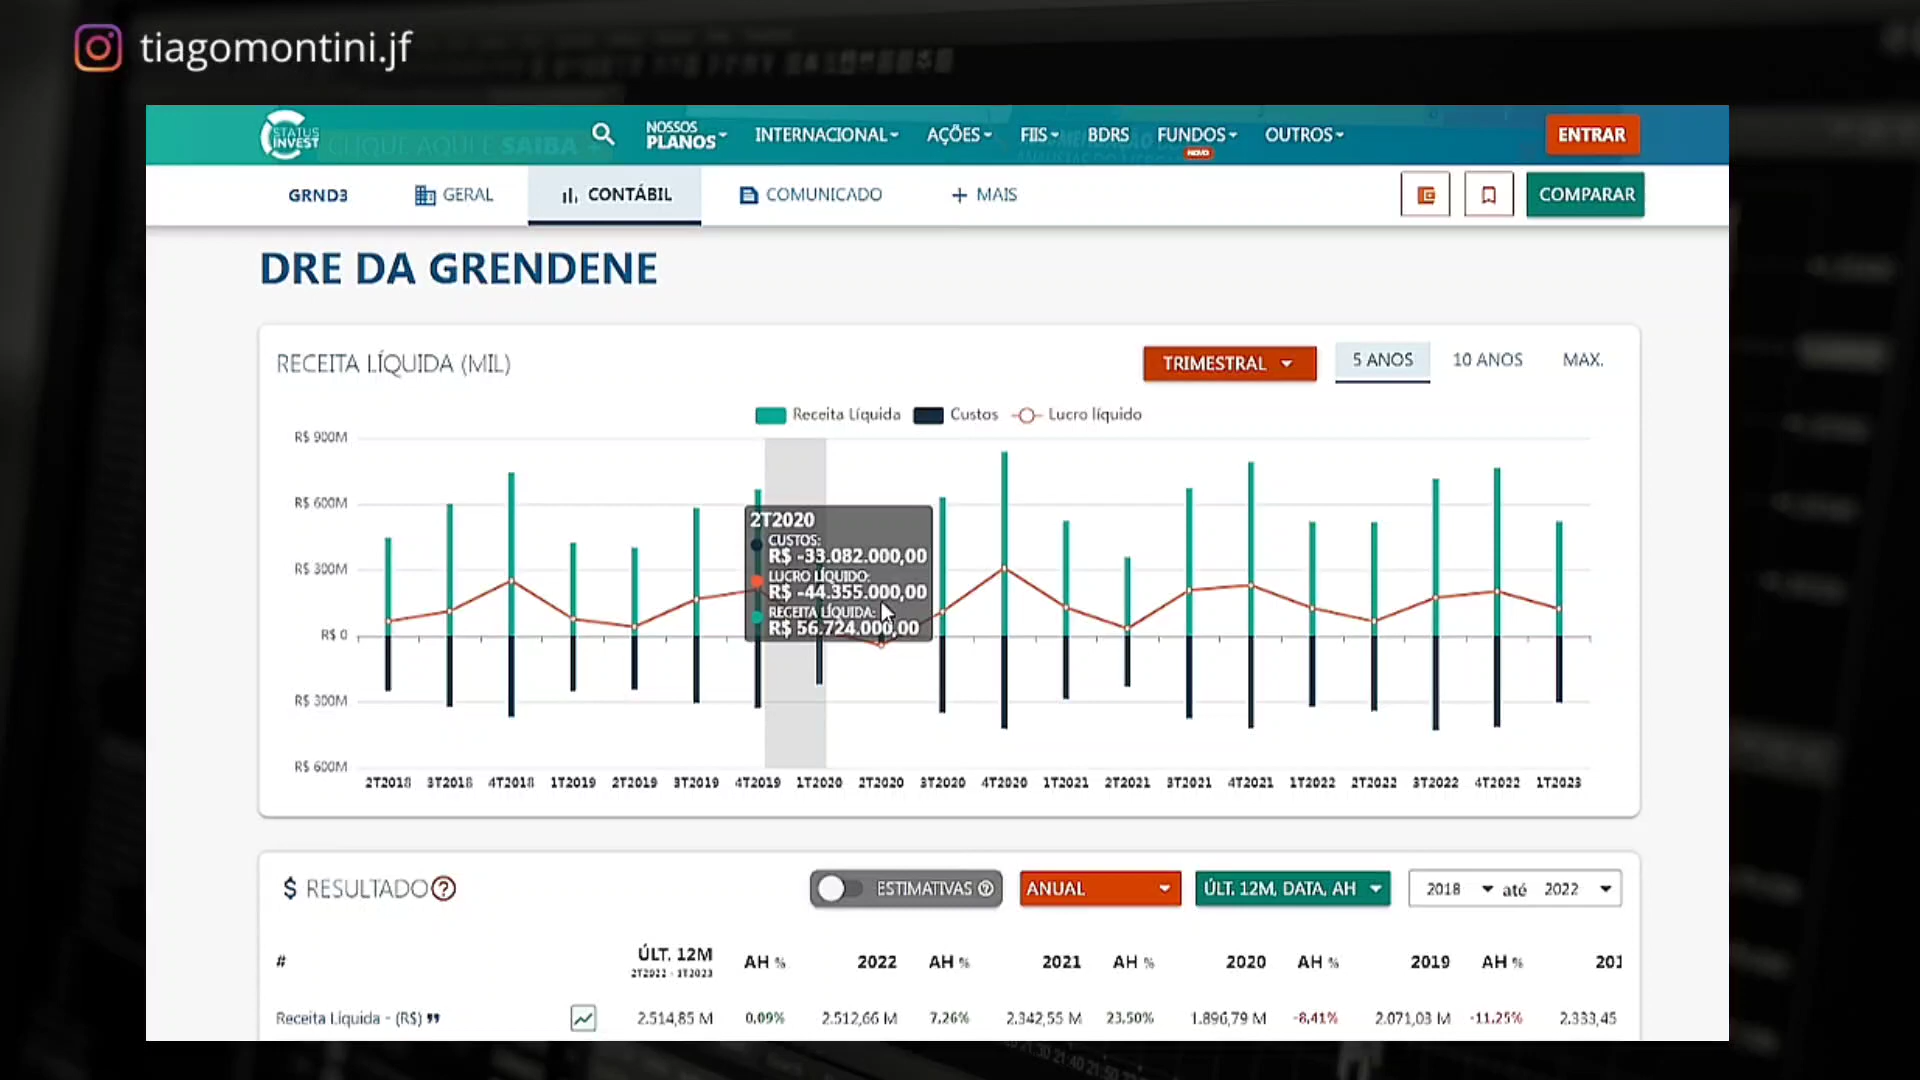 tiagomontini.jf
STATUS INVEST
CLIQUE AQUI E SAIBA
NOSSOS PLANOS
INTERNACIONAL
AÇÕES
FIIS
BDRS
FUNDOS
NOVO
OUTROS
ENTRAR
GRND3
GERAL
CONTÁBIL
COMUNICADO
+ MAIS
COMPARAR
DRE DA GRENDENE
RECEITA LÍQUIDA (MIL)
TRIMESTRAL
5 ANOS
10 ANOS
MAX.
Receita Líquida
Custos
Lucro líquido
R$ 900M
R$ 600M
R$ 300M
R$ 0
R$ 300M
R$ 600M
2T2020
CUSTOS:
R$ -33.082.000,00
LUCRO LÍQUIDO:
R$ -44.355.000,00
RECEITA LÍQUIDA:
R$ 56.724.000,00
2T2018 3T2018 4T2018 1T2019 2T2019 3T2019 4T2019 1T2020 2T2020 3T2020 4T2020 1T2021 2T2021 3T2021 4T2021 1T2022 2T2022 3T2022 4T2022 1T2023
$ RESULTADO
ESTIMATIVAS
ANUAL
ÚLT. 12M, DATA, AH
2018 até 2022
# ÚLT. 12M AH % 2022 AH % 2021 AH % 2020 AH % 2019 AH % 201
2T2022 - 1T2023
Receita Líquida - (R$) 2.514,85 M 0,09% 2.512,66 M 7,26% 2.342,55 M 23,50% 1.896,79 M -8,41% 2.071,03 M -11,25% 2.333,45